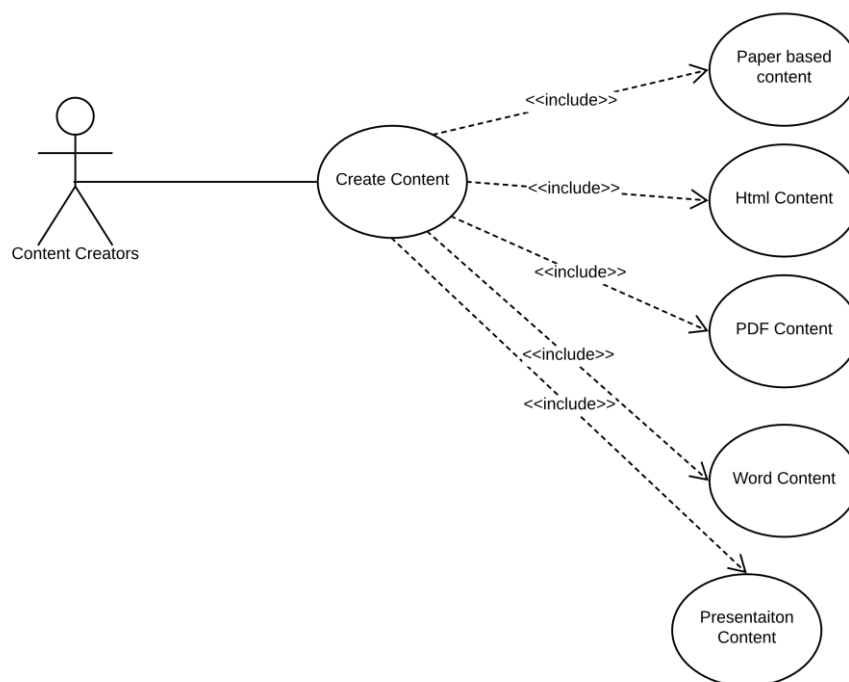 Paper based
content
<<include>>
Create Content
<<include>>
Html Content
Content Creators
<<include>>
PDF Content
<<include>>
<<include>>
Word Content
Presentaiton
Content